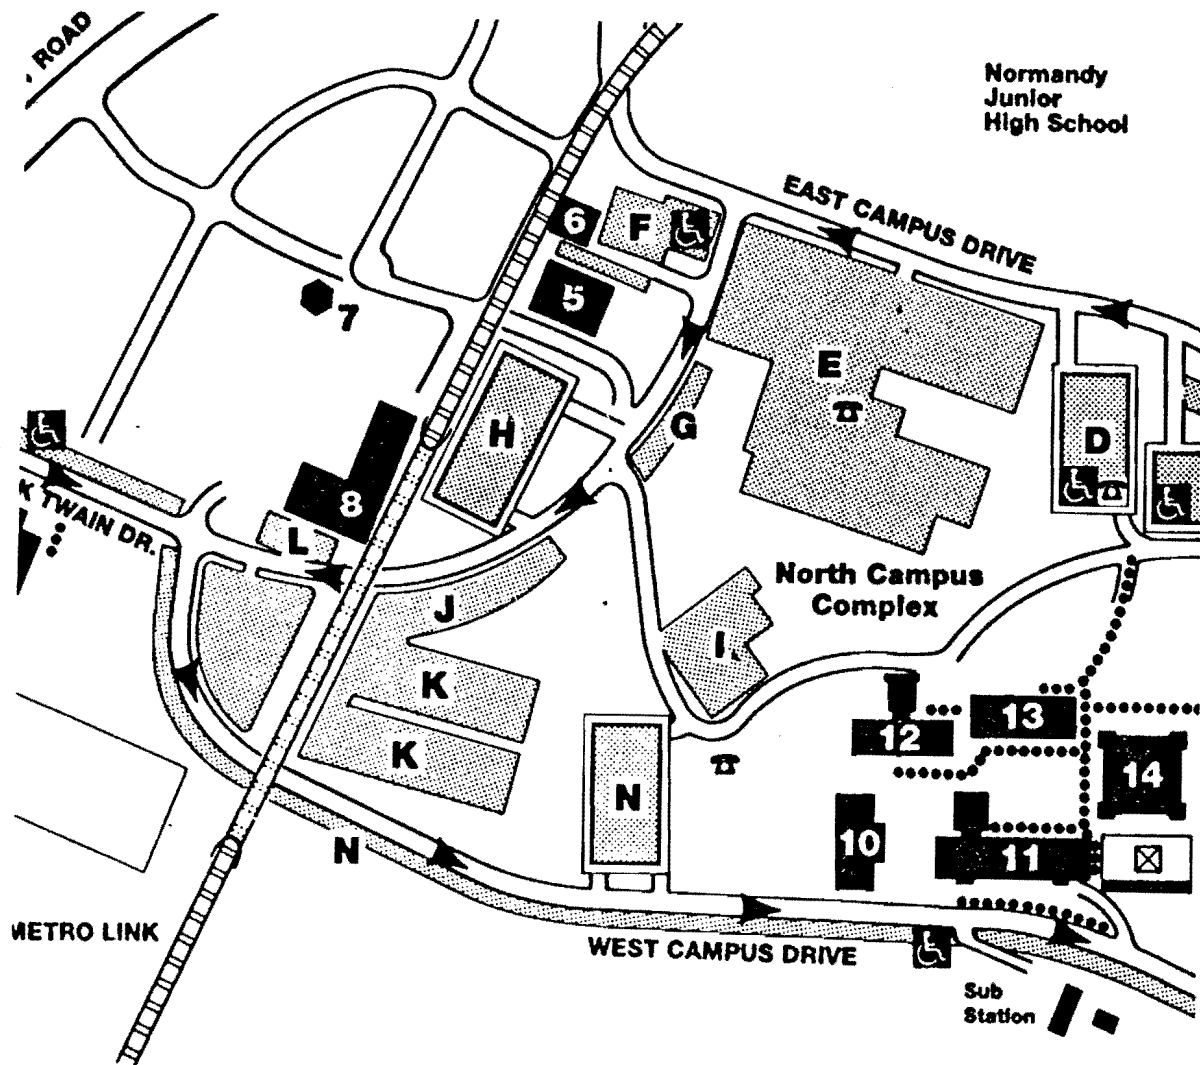 ROAD
Normandy
Junior
High School
EAST CAMPUS DRIVE
6
F
5
7
E
H
G
D
8
L
K TWAIN DR.
North Campus
Complex
J
I
K
K
13
12
14
N
N
10
11
METRO LINK
WEST CAMPUS DRIVE
Sub
Station